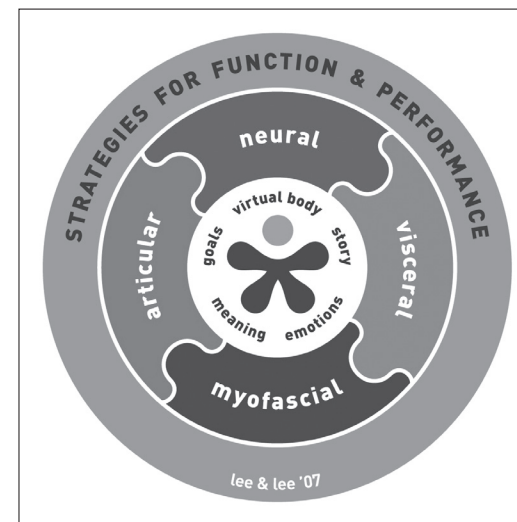 STRATEGIES FOR FUNCTION & PERFORMANCE
neural
articular
visceral
virtual body
goals
story
meaning
emotions
myofascial
lee & lee '07